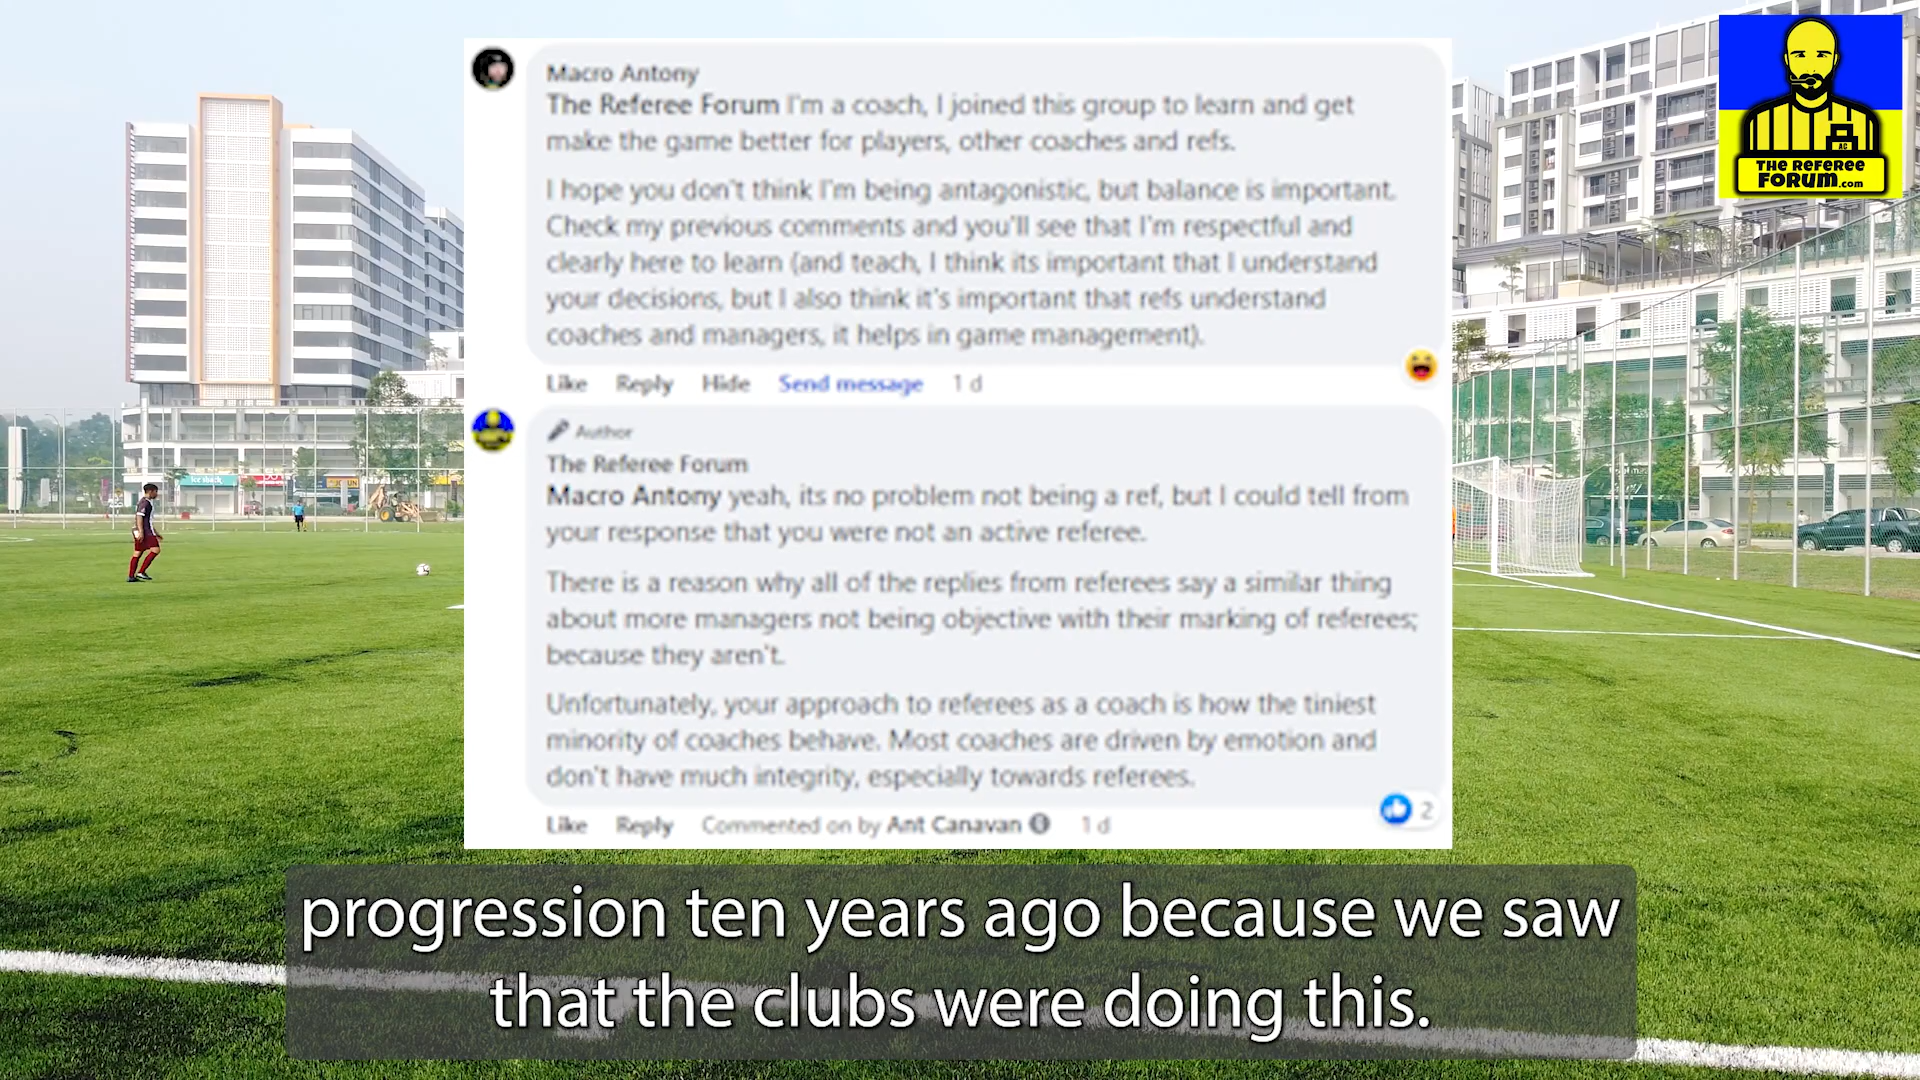 Macro Antony
The Referee Forum I'm a coach, I joined this group to learn and get
make the game better for players, other coaches and refs.
I hope you don't think I'm being antagonistic, but balance is important.
Check my previous comments and you'll see that I'm respectful and
clearly here to learn (and teach, I think its important that I understand
your decisions, but I also think it's important that refs understand
coaches and managers, it helps in game management).
Like Reply Hide Send message 1 d
Author
The Referee Forum
Macro Antony yeah, its no problem not being a ref, but I could tell from
your response that you were not an active referee.
There is a reason why all of the replies from referees say a similar thing
about more managers not being objective with their marking of referees;
because they aren't.
Unfortunately, your approach to referees as a coach is how the tiniest
minority of coaches behave. Most coaches are driven by emotion and
don't have much integrity, especially towards referees.
2
Like Reply Commented on by Ant Canavan 1 d
AC
THE REFEREE
FORUM.com
progression ten years ago because we saw
that the clubs were doing this.